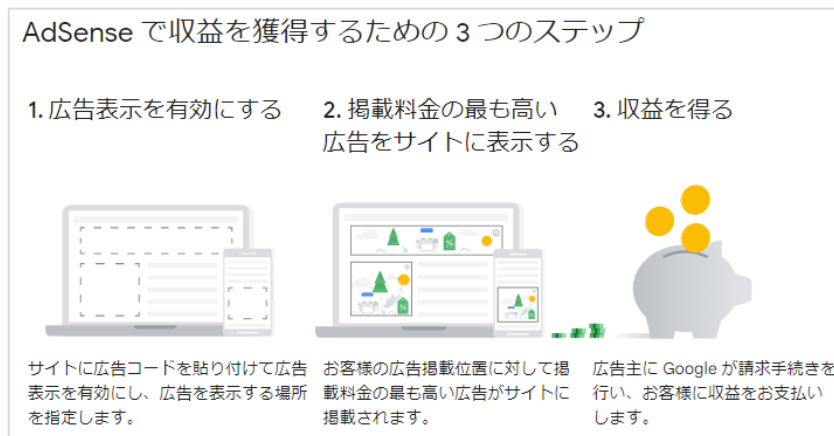 AdSense で収益を獲得するための 3 つのステップ
1. 広告表示を有効にする
2. 掲載料金の最も高い
広告をサイトに表示する
3. 収益を得る
サイトに広告コードを貼り付けて広告
表示を有効にし、広告を表示する場所
を指定します。
お客様の広告掲載位置に対して掲
載料金の最も高い広告がサイトに
掲載されます。
広告主に Google が請求手続きを
行い、お客様に収益をお支払い
します。